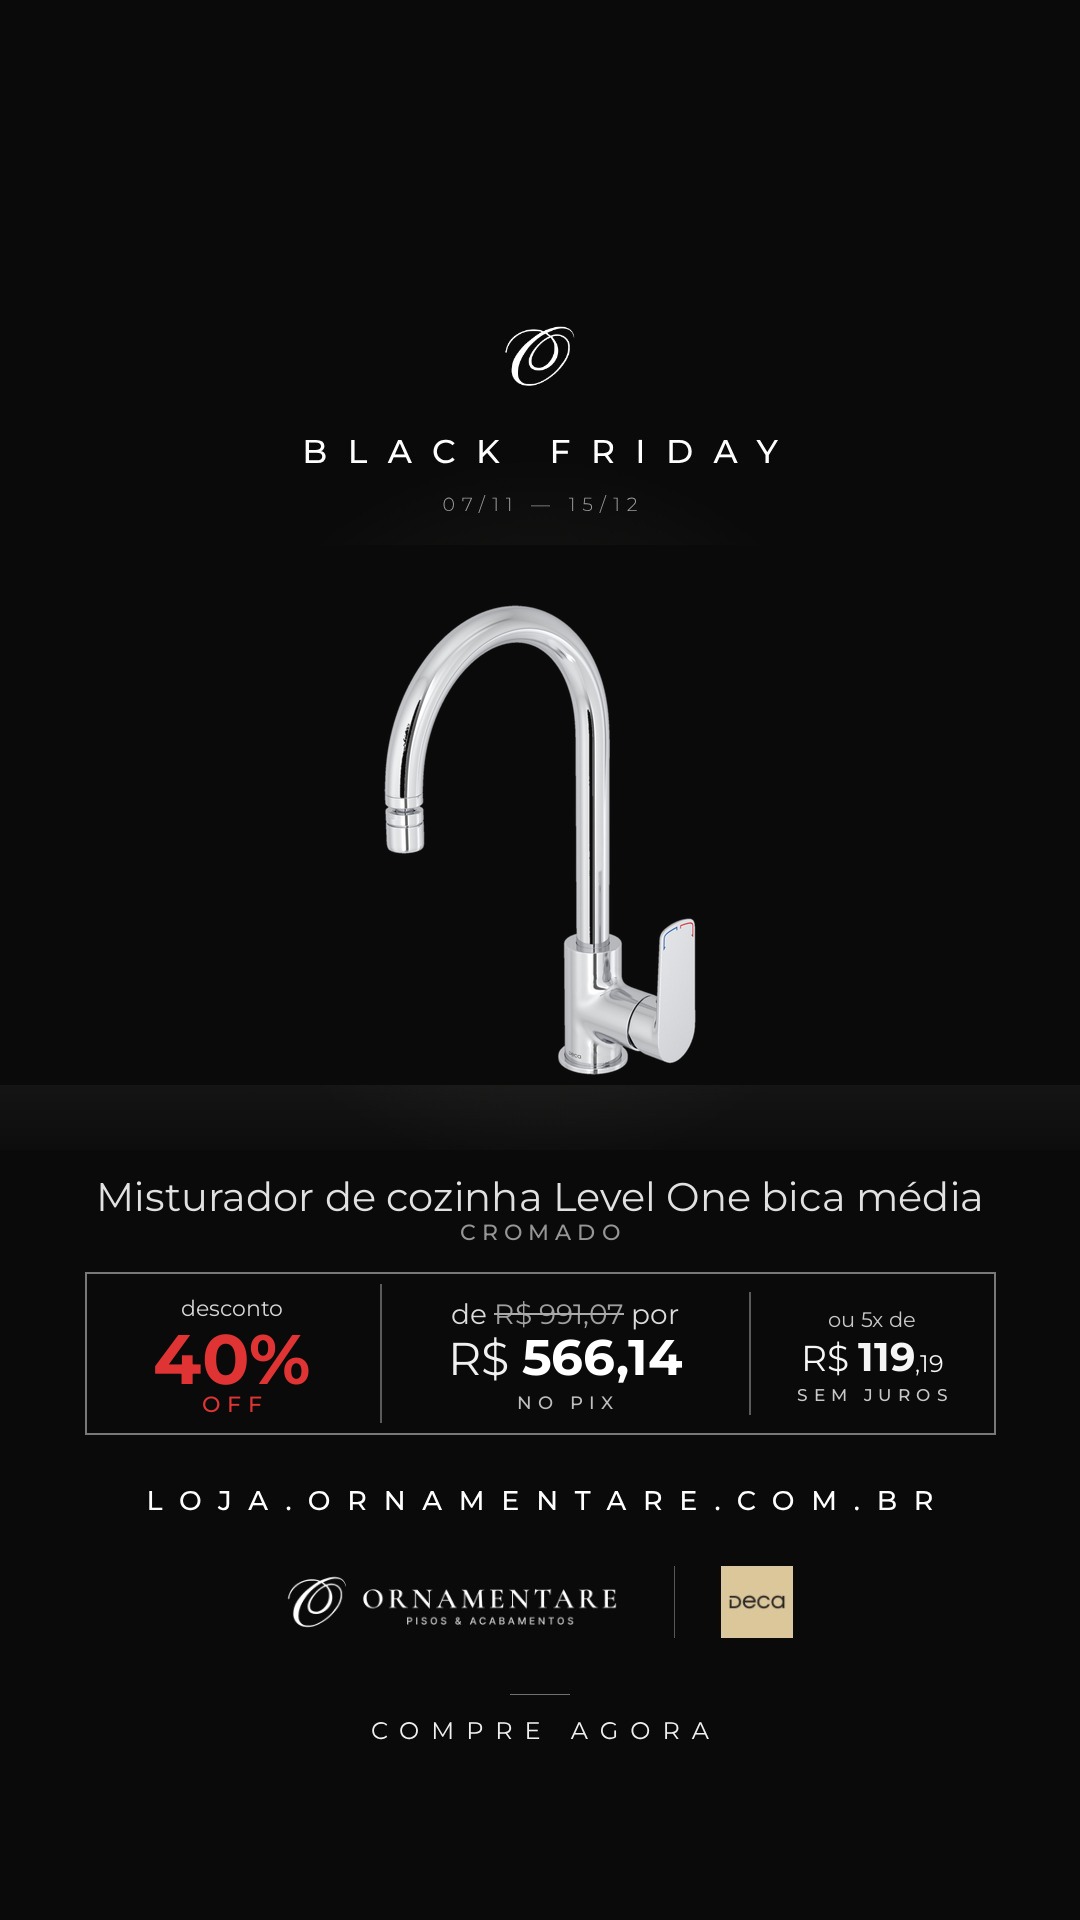 BLACK FRIDAY
07/11 — 15/12
deca
Misturador de cozinha Level One bica média
CROMADO
desconto
40%
OFF
de R$ 991,07 por
R$ 566,14
NO PIX
ou 5x de
R$ 119,19
SEM JUROS
LOJA.ORNAMENTARE.COM.BR
ORNAMENTARE
PISOS & ACABAMENTOS
Deca
COMPRE AGORA